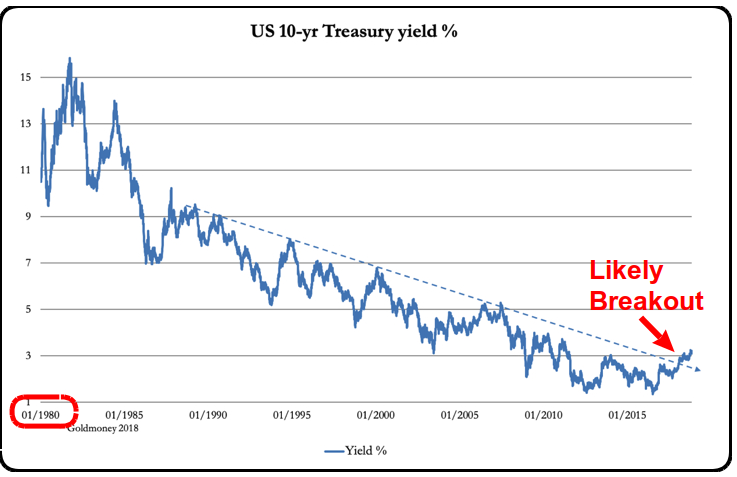 US 10-yr Treasury yield %
15
13
11
9
7
5
3
1
Likely
Breakout
01/1980 01/1985 01/1990 01/1995 01/2000 01/2005 01/2010 01/2015
Goldmoney 2018
Yield %